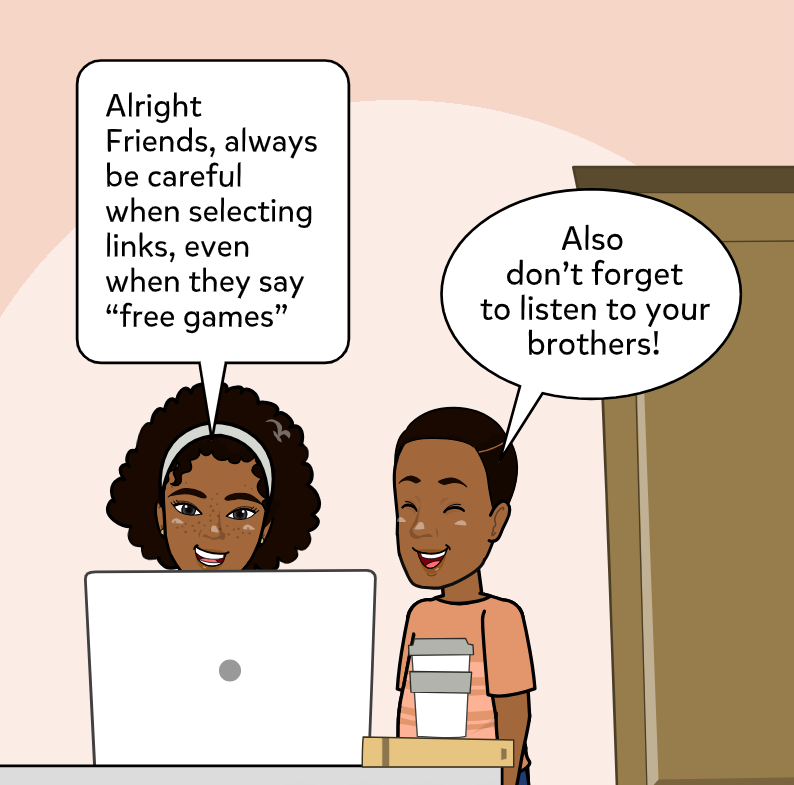 Alright
Friends, always
be careful
when selecting
links, even
when they say
“free games”
Also
don’t forget
to listen to your
brothers!